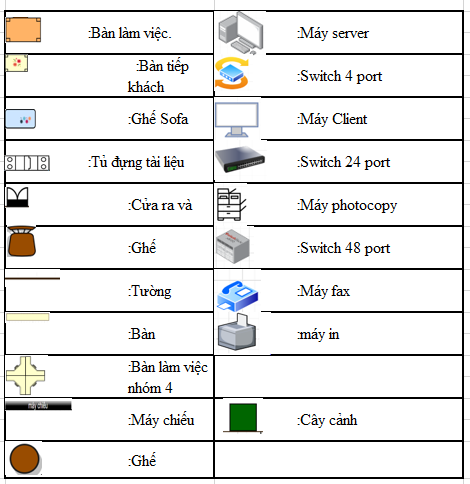 :Bàn làm việc.
:Máy server
:Bàn tiếp
khách
:Switch 4 port
:Ghế Sofa
:Máy Client
:Tủ đựng tài liệu
:Switch 24 port
:Cửa ra và
:Máy photocopy
:Ghế
:Switch 48 port
:Tường
:Máy fax
:Bàn
:máy in
:Bàn làm việc
nhóm 4
máy chiếu
:Máy chiếu
:Cây cảnh
:Ghế